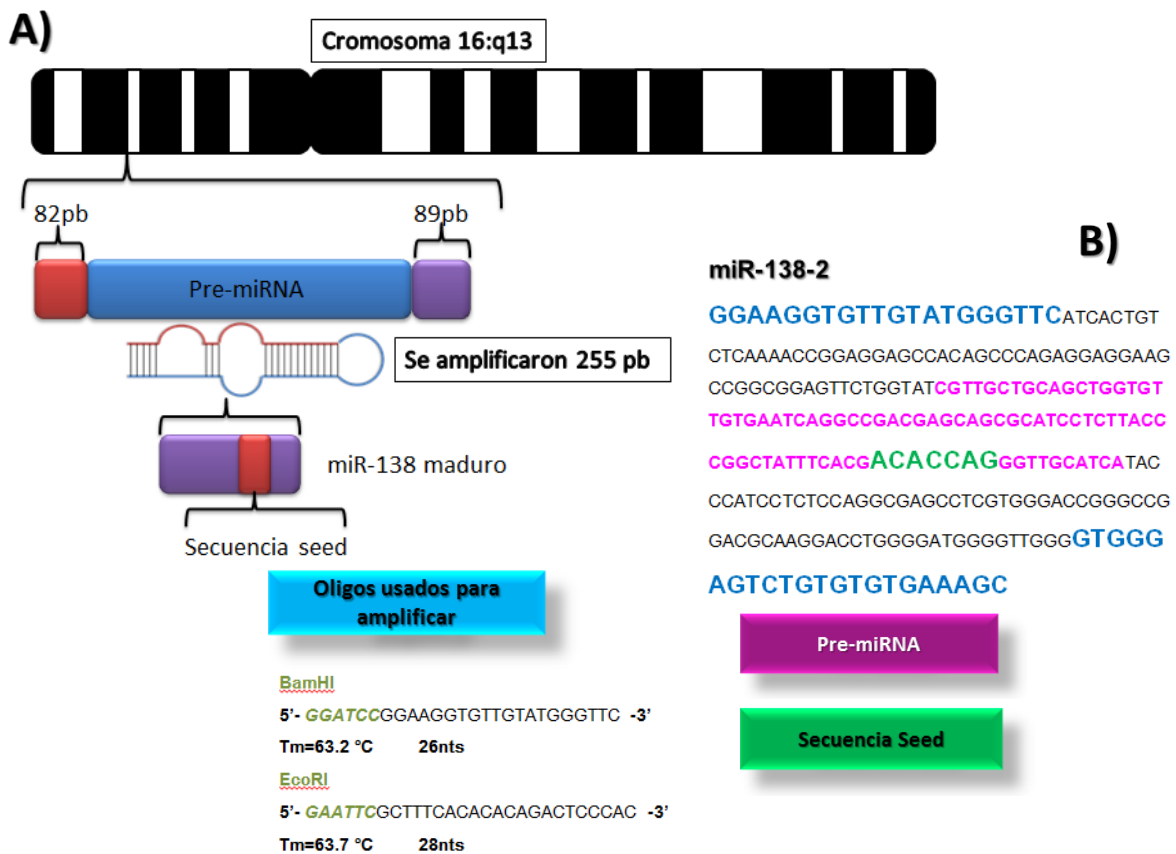 A)
Cromosoma 16:q13
82pb
89pb
Pre-miRNA
Se amplificaron 255 pb
miR-138 maduro
Secuencia seed
Oligos usados para
amplificar
BamHI
5'- GGATCCGGAAGGTGTTGTATGGGTTC -3'
Tm=63.2 °C 26nts
EcoRI
5'- GAATTCGCTTTCACACACAGACTCCCAC -3'
Tm=63.7 °C 28nts
B)
miR-138-2
GGAAGGTGTTGTATGGGTTCATCACTGT
CTCAAAACCGGAGGAGCCACAGCCCAGAGGAGGAAG
CCGGCGGAGTTCTGGTATCGTTGCTGCAGCTGGTGT
TGTGAATCAGGCCGACGAGCAGCGCATCCTCTTACC
CGGCTATTTCACGACACCAGGGTTGCATCATAC
CCATCCTCTCCAGGCGAGCCTCGTGGGACCGGGCCG
GACGCAAGGACCTGGGGATGGGGTTGGGGTGGG
AGTCTGTGTGTGAAAGC
Pre-miRNA
Secuencia Seed